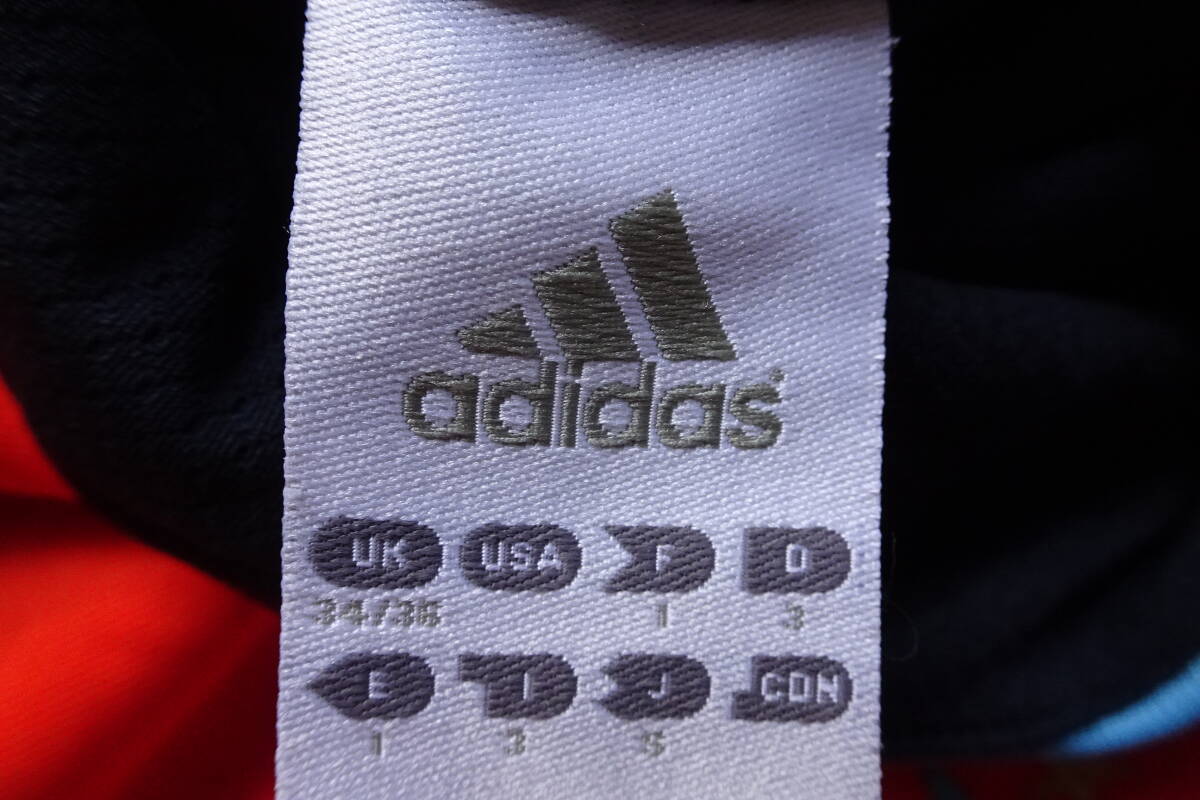 adidas
UK USA F D
34/36 1 3
E I J CON
1 3 5